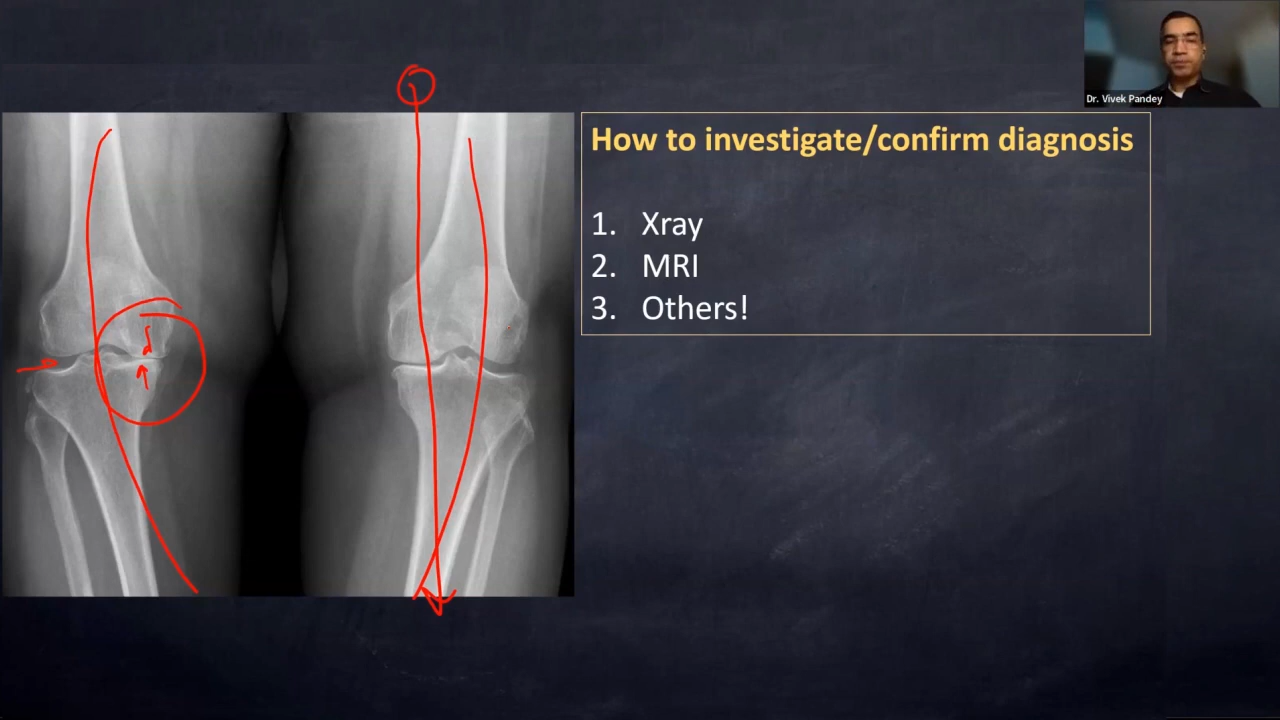 Dr. Vivek Pandey
How to investigate/confirm diagnosis
1. Xray
2. MRI
3. Others!